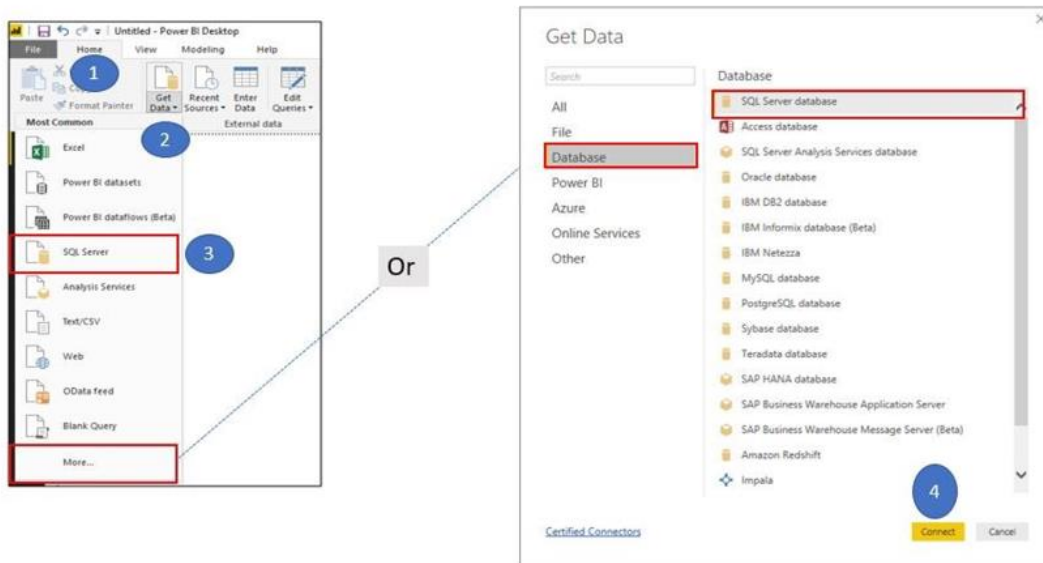 Untitled - Power BI Desktop
File Home View Modeling Help
1
Paste
Format Painter
Get Data
Recent Sources
Enter Data
Edit Queries
Most Common
2
External data
Excel
Power BI datasets
Power BI dataflows (Beta)
SQL Server
3
Analysis Services
Text/CSV
Web
OData feed
Blank Query
More...
Or
Get Data
Search
All
File
Database
Power BI
Azure
Online Services
Other
Database
SQL Server database
Access database
SQL Server Analysis Services database
Oracle database
IBM DB2 database
IBM Informix database (Beta)
IBM Netezza
MySQL database
PostgreSQL database
Sybase database
Teradata database
SAP HANA database
SAP Business Warehouse Application Server
SAP Business Warehouse Message Server (Beta)
Amazon Redshift
Impala
4
Certified Connectors
Connect
Cancel